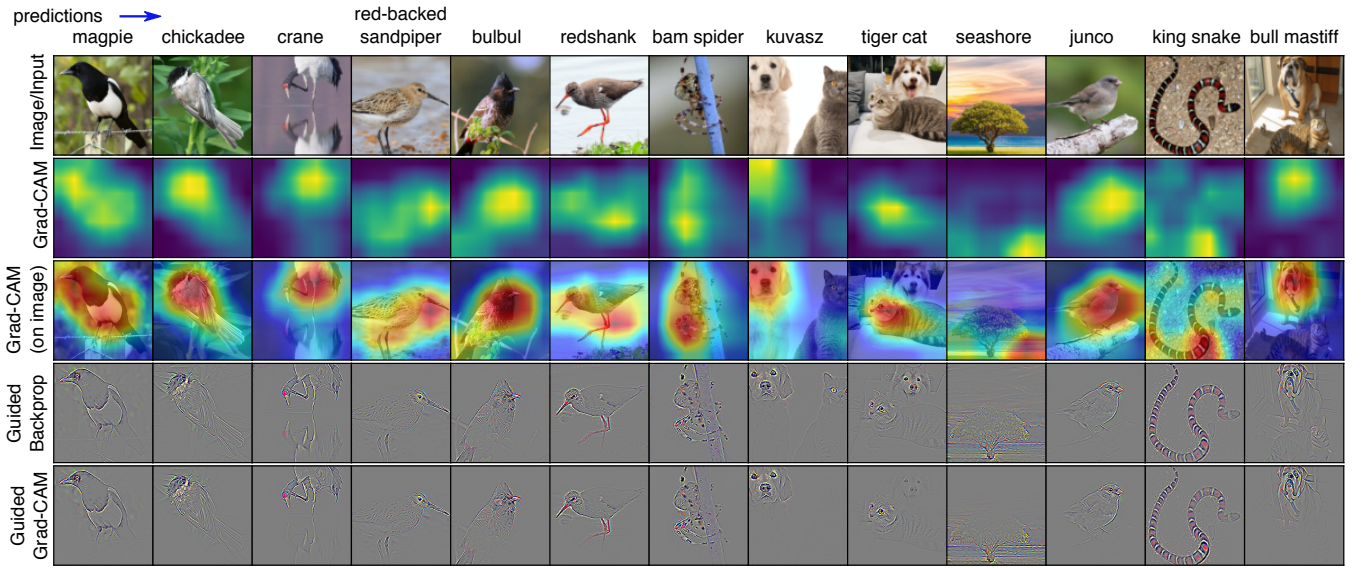 predictions
magpie
chickadee
crane
red-backed
sandpiper
bulbul
redshank
bam spider
kuvasz
tiger cat
seashore
junco
king snake
bull mastiff
Image/Input
Grad-CAM
Grad-CAM
(on image)
Guided
Backprop
Guided
Grad-CAM